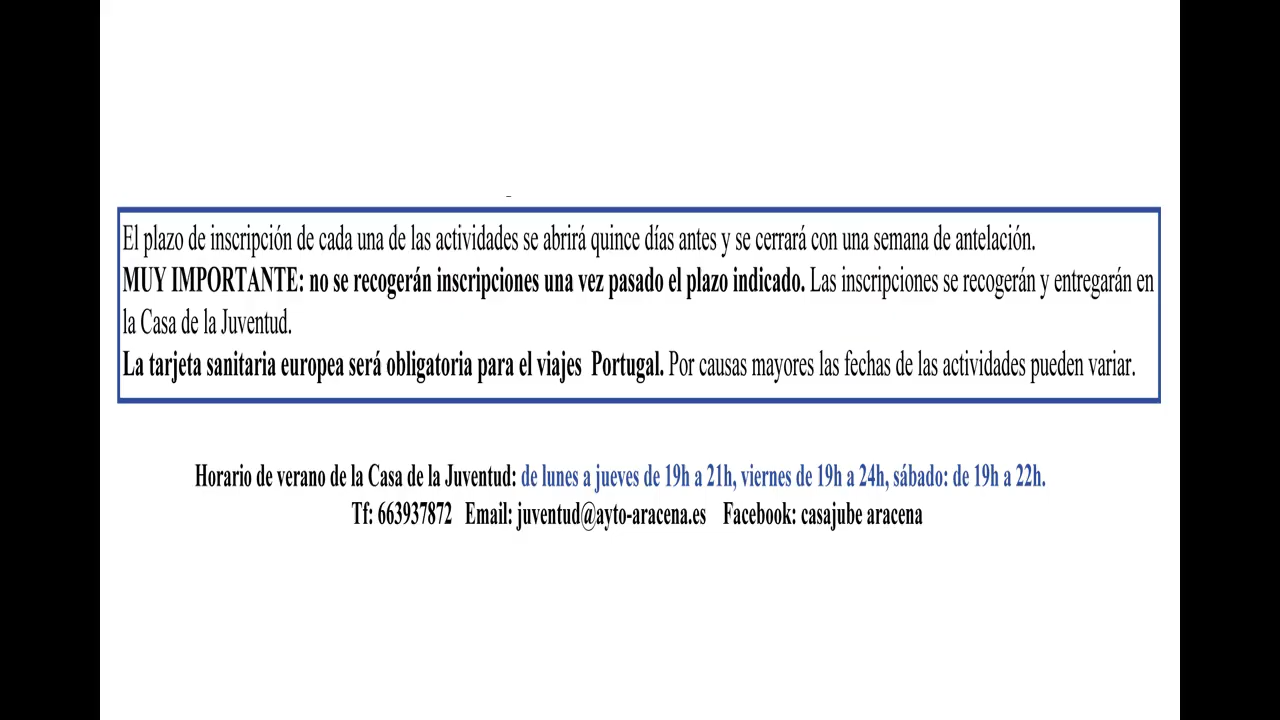 El plazo de inscripción de cada una de las actividades se abrirá quince días antes y se cerrará con una semana de antelación.
MUY IMPORTANTE: no se recogerán inscripciones una vez pasado el plazo indicado. Las inscripciones se recogerán y entregarán en
la Casa de la Juventud.
La tarjeta sanitaria europea será obligatoria para el viajes Portugal. Por causas mayores las fechas de las actividades pueden variar.
Horario de verano de la Casa de la Juventud: de lunes a jueves de 19h a 21h, viernes de 19h a 24h, sábado: de 19h a 22h.
Tf: 663937872 Email: juventud@ayto-aracena.es Facebook: casajube aracena